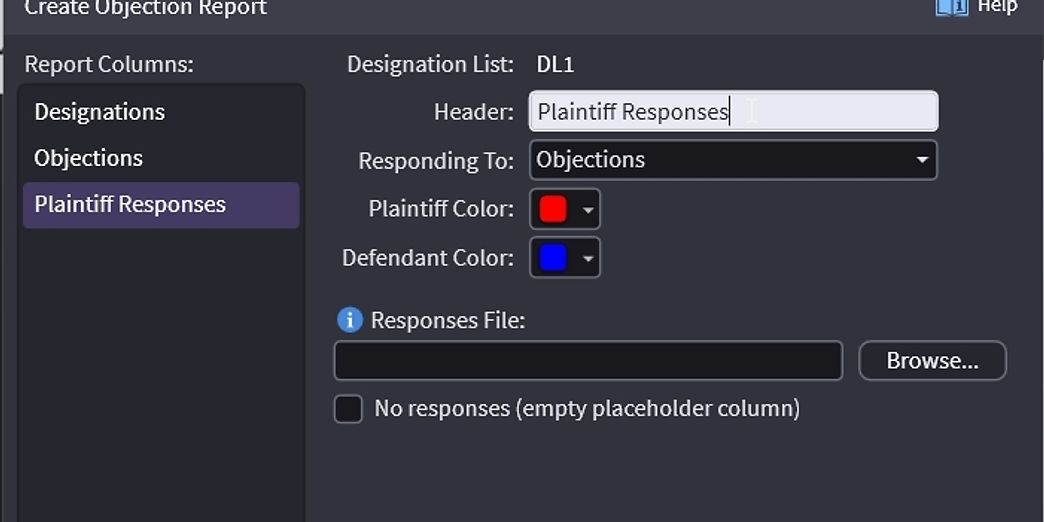 Create Objection Report
Help
Report Columns:
Designations
Objections
Plaintiff Responses
Designation List: DL1
Header: Plaintiff Responses
Responding To: Objections
Plaintiff Color:
Defendant Color:
Responses File:
Browse...
No responses (empty placeholder column)